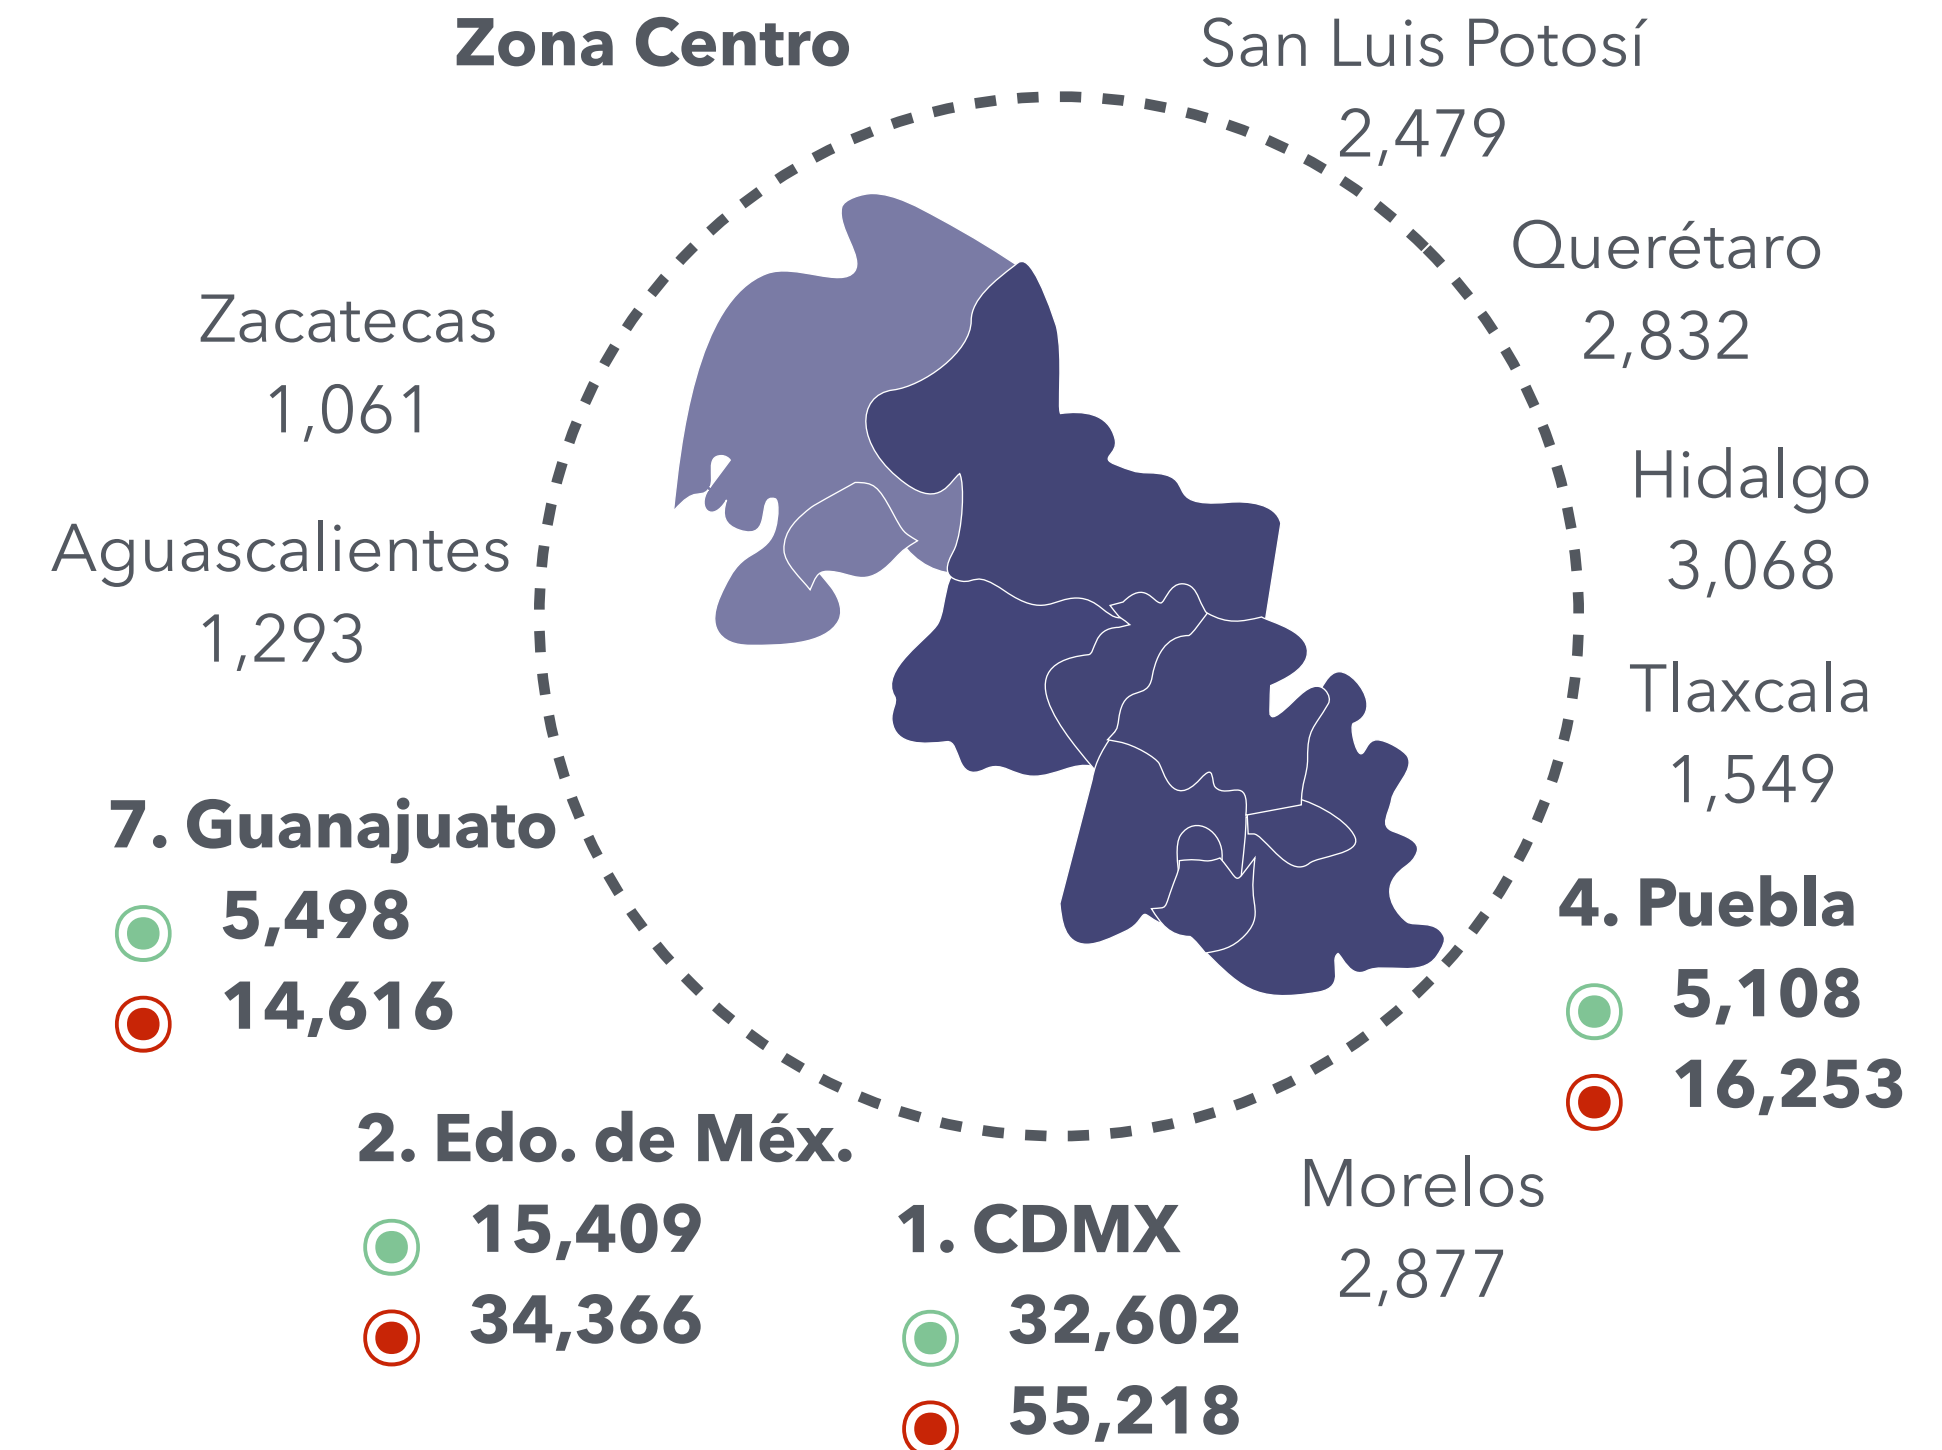 Zona Centro
San Luis Potosí
2,479
Querétaro
2,832
Zacatecas
1,061
Hidalgo
3,068
Aguascalientes
1,293
Tlaxcala
1,549
7. Guanajuato
5,498
14,616
4. Puebla
5,108
16,253
2. Edo. de Méx.
15,409
34,366
1. CDMX
32,602
55,218
Morelos
2,877